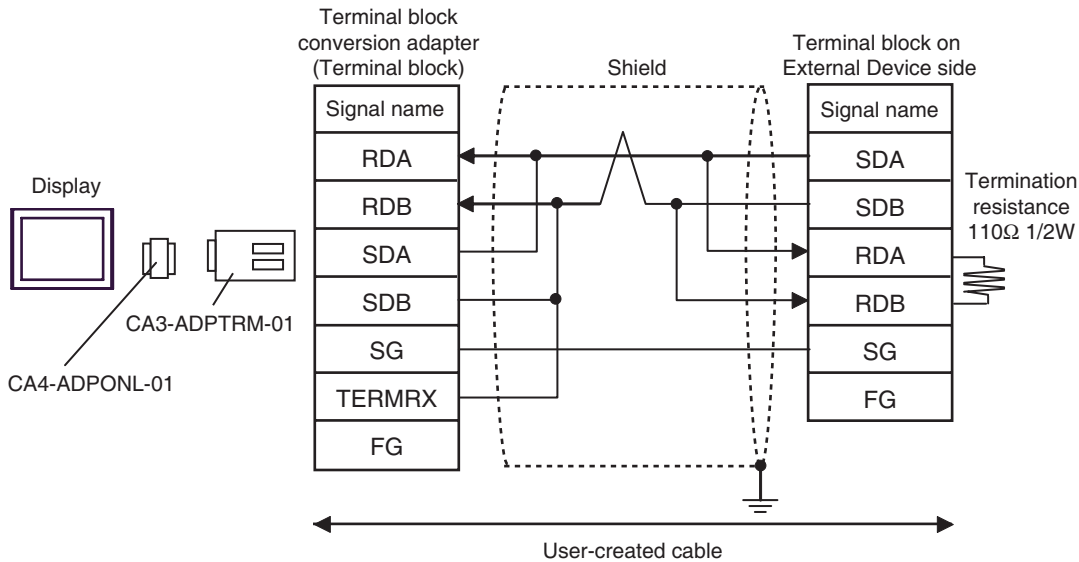 Terminal block
conversion adapter
(Terminal block)
Shield
Terminal block on
External Device side
Display
CA3-ADPTRM-01
CA4-ADPONL-01
Signal name
RDA
RDB
SDA
SDB
SG
TERMRX
FG
Signal name
SDA
SDB
RDA
RDB
SG
FG
Termination
resistance
110Ω 1/2W
User-created cable